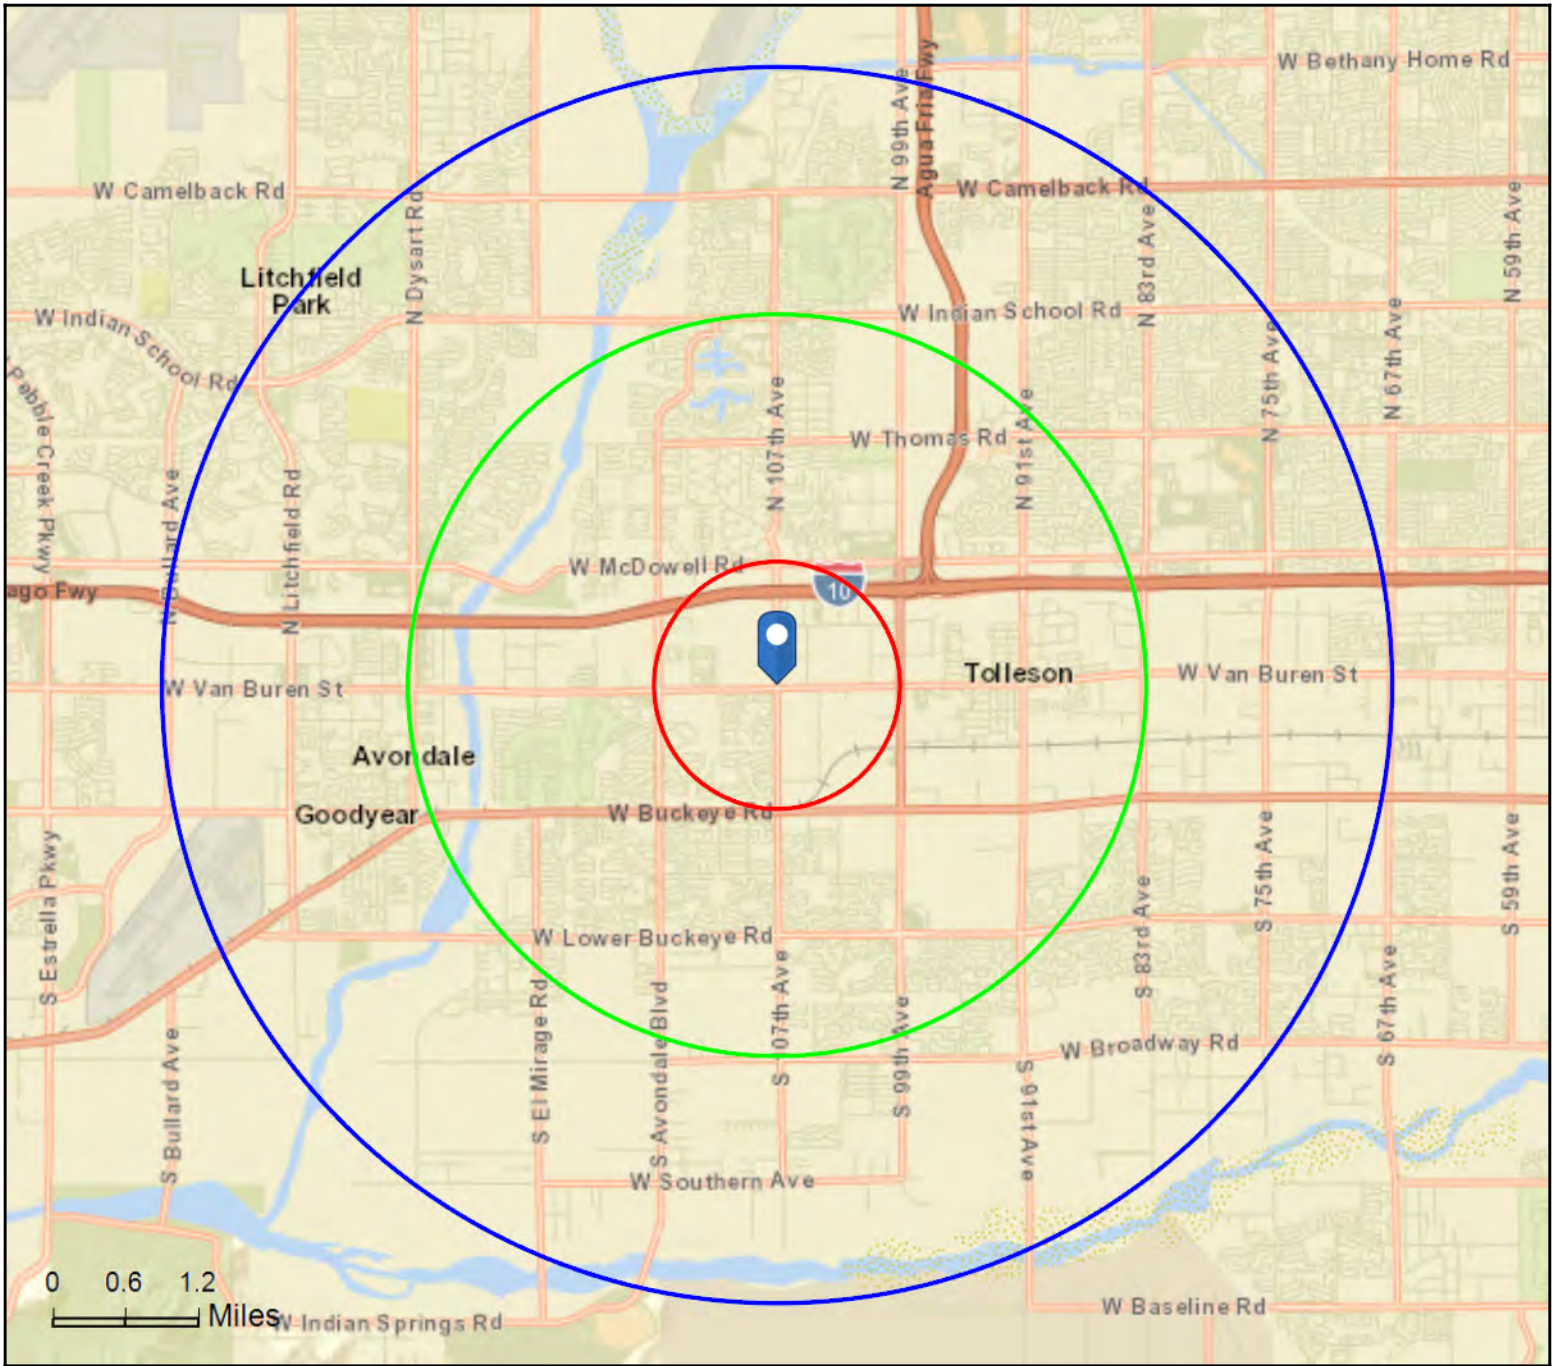 W Bethany Home Rd
N 99th Ave
Agua Fria Fwy
W Camelback Rd
W Camelback Rd
N Dysart Rd
N 83rd Ave
N 59th Ave
Litchfield
Park
W Indian School Rd
W Indian School Rd
N 75th Ave
N 67th Ave
Pebble Creek Pkwy
N 107th Ave
W Thomas Rd
N 91st Ave
N Bullard Ave
N Litchfield Rd
W McDowell Rd
10
ago Fwy
Tolleson
W Van Buren St
W Van Buren St
Avondale
Goodyear
W Buckeye Rd
S Estrella Pkwy
S 75th Ave
S 59th Ave
S 83rd Ave
W Lower Buckeye Rd
S El Mirage Rd
S Avondale Blvd
S 107th Ave
S 99th Ave
S 67th Ave
W Broadway Rd
S Bullard Ave
S 91st Ave
W Southern Ave
0 0.6 1.2
Miles
W Indian Springs Rd
W Baseline Rd